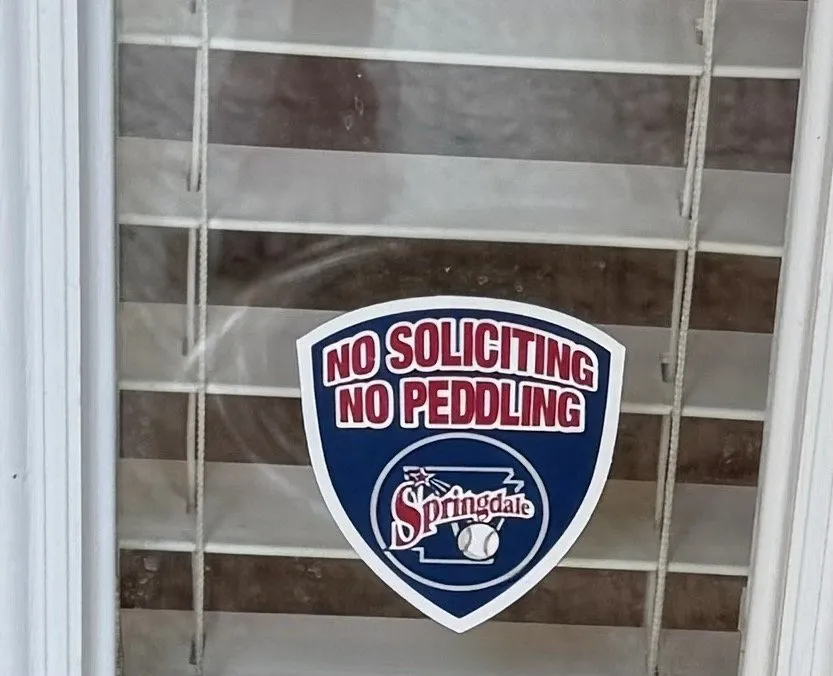 NO SOLICITING
NO PEDDLING
Springdale